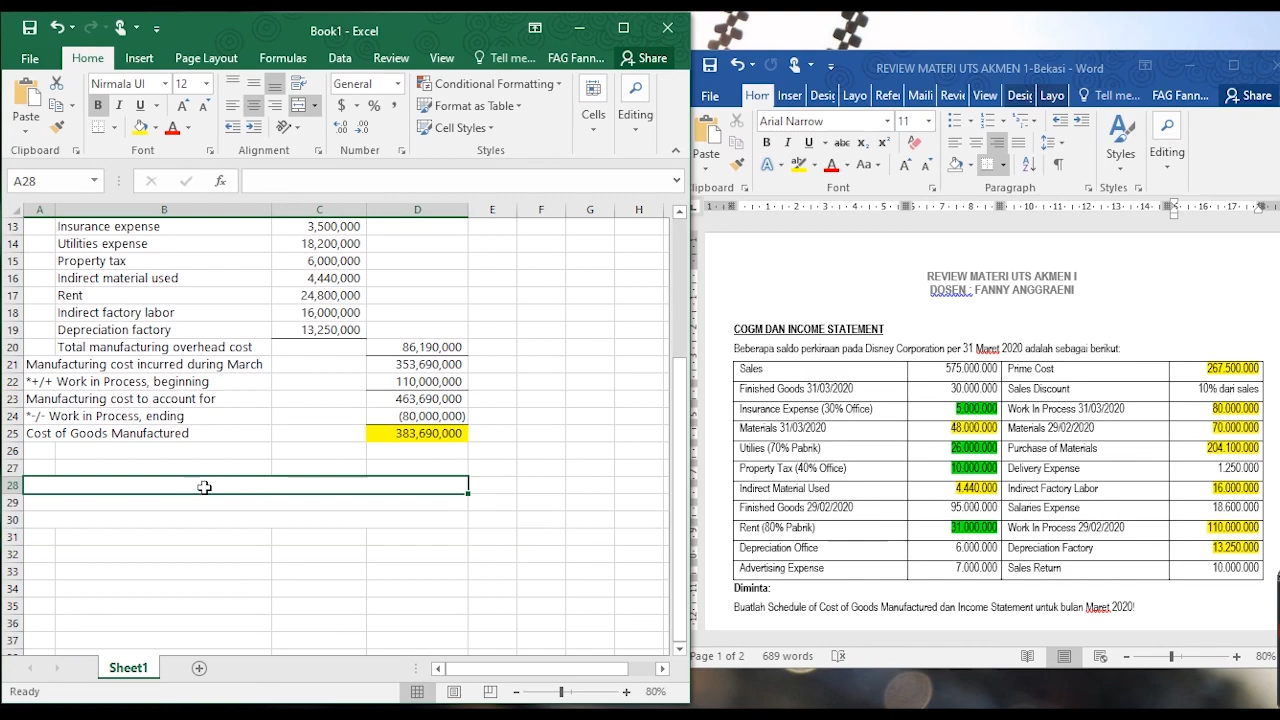 Book1 - Excel
File
Home
Insert
Page Layout
Formulas
Data
Review
View
Tell me...
FAG Fann...
Share
Paste
Nirmala UI
12
B I U
General
$ % ,
Conditional Formatting
Format as Table
Cell Styles
Cells
Editing
Clipboard
Font
Alignment
Number
Styles
A28
fx
A B C D E F G H
13 Insurance expense 3,500,000
14 Utilities expense 18,200,000
15 Property tax 6,000,000
16 Indirect material used 4,440,000
17 Rent 24,800,000
18 Indirect factory labor 16,000,000
19 Depreciation factory 13,250,000
20 Total manufacturing overhead cost 86,190,000
21 Manufacturing cost incurred during March 353,690,000
22 *+/+ Work in Process, beginning 110,000,000
23 Manufacturing cost to account for 463,690,000
24 *-/- Work in Process, ending (80,000,000)
25 Cost of Goods Manufactured 383,690,000
26
27
28
29
30
31
32
33
34
35
36
37
Sheet1
Ready
80%
REVIEW MATERI UTS AKMEN 1-Bekasi - Word
File
Hom
Inser
Desig
Layo
Refer
Maili
Revi
View
Desig
Layo
Tell me...
FAG Fann...
Share
Paste
Arial Narrow
11
B I U abc x₂ x²
Aa
Styles
Editing
lipboard
Font
Paragraph
Styles
REVIEW MATERI UTS AKMEN I
DOSEN : FANNY ANGGRAENI
COGM DAN INCOME STATEMENT
Beberapa saldo perkiraan pada Disney Corporation per 31 Maret 2020 adalah sebagai berikut:
Sales 575.000.000 Prime Cost 267.500.000
Finished Goods 31/03/2020 30.000.000 Sales Discount 10% dari sales
Insurance Expense (30% Office) 5.000.000 Work In Process 31/03/2020 80.000.000
Materials 31/03/2020 48.000.000 Materials 29/02/2020 70.000.000
Utilies (70% Pabrik) 26.000.000 Purchase of Materials 204.100.000
Property Tax (40% Office) 10.000.000 Delivery Expense 1.250.000
Indirect Material Used 4.440.000 Indirect Factory Labor 16.000.000
Finished Goods 29/02/2020 95.000.000 Salaries Expense 18.600.000
Rent (80% Pabrik) 31.000.000 Work In Process 29/02/2020 110.000.000
Depreciation Office 6.000.000 Depreciation Factory 13.250.000
Advertising Expense 7.000.000 Sales Return 10.000.000
Diminta:
Buatlah Schedule of Cost of Goods Manufactured dan Income Statement untuk bulan Maret 2020!
Page 1 of 2
689 words
80%